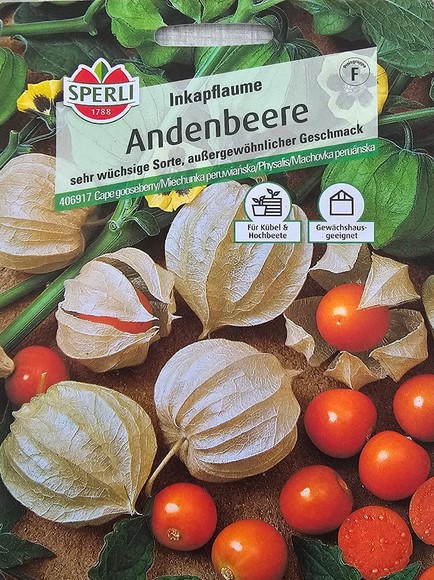 Preisgruppe
F
Inkapflaume
SPERLI
1788
Andenbeere
sehr wüchsige Sorte, außergewöhnlicher Geschmack
406917 Cape gooseberry/Miechunka peruwiańska/Physalis/Machovka peruánska
Für Kübel &
Hochbeete
Gewächshaus-
geeignet